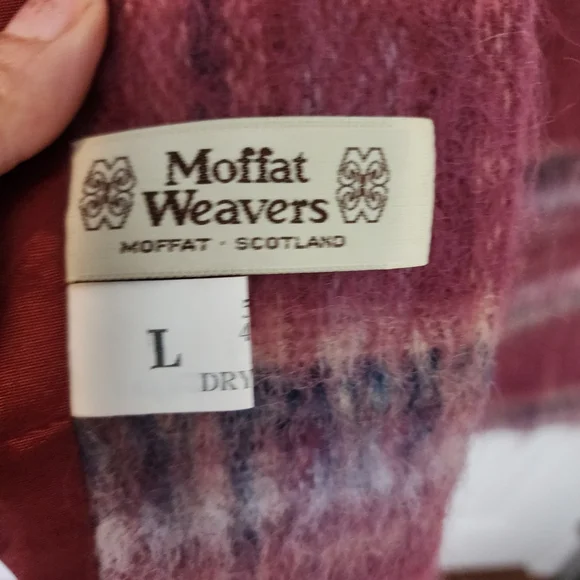 Moffat
Weavers
MOFFAT · SCOTLAND
L
DRY